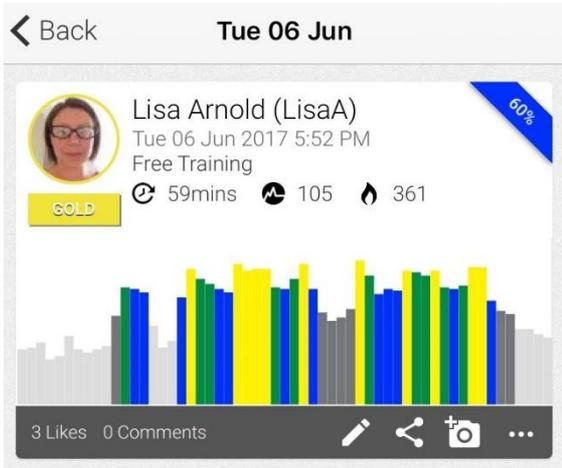 Back
Tue 06 Jun
60%
Lisa Arnold (LisaA)
Tue 06 Jun 2017 5:52 PM
Free Training
59mins 105 361
GOLD
3 Likes 0 Comments